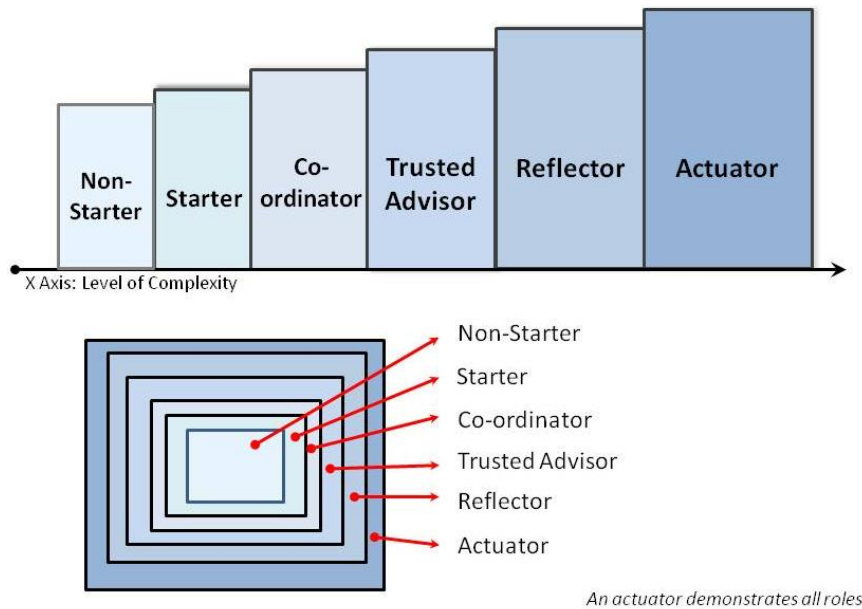 Non-
Starter
Starter
Co-
ordinator
Trusted
Advisor
Reflector
Actuator
X Axis: Level of Complexity
Non-Starter
Starter
Co-ordinator
Trusted Advisor
Reflector
Actuator
An actuator demonstrates all roles